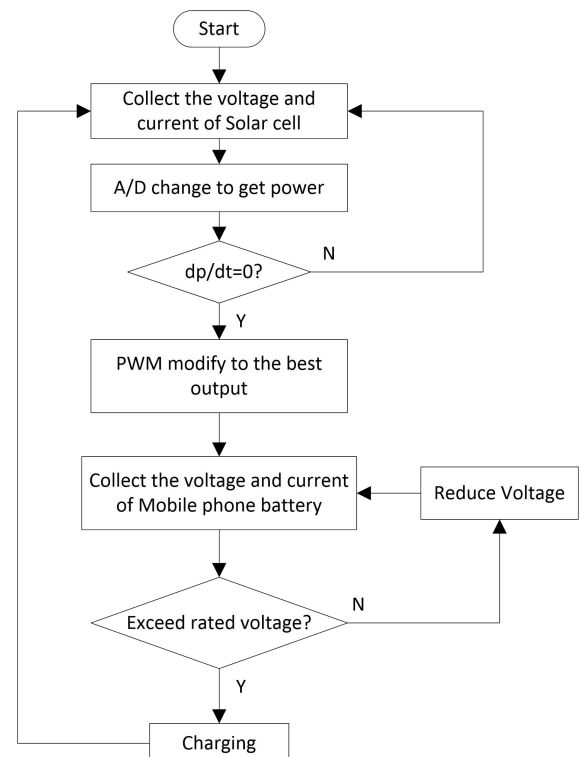 Start
Collect the voltage and
current of Solar cell
A/D change to get power
dp/dt=0?
N
Y
PWM modify to the best
output
Collect the voltage and current
of Mobile phone battery
Reduce Voltage
Exceed rated voltage?
N
Y
Charging